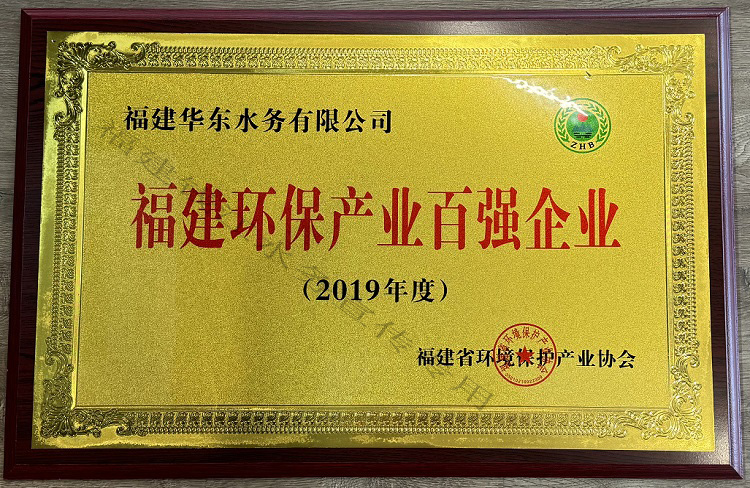 福建华东水务有限公司
ZHB
福建环保产业百强企业
（2019年度）
福建省环境保护产业协会